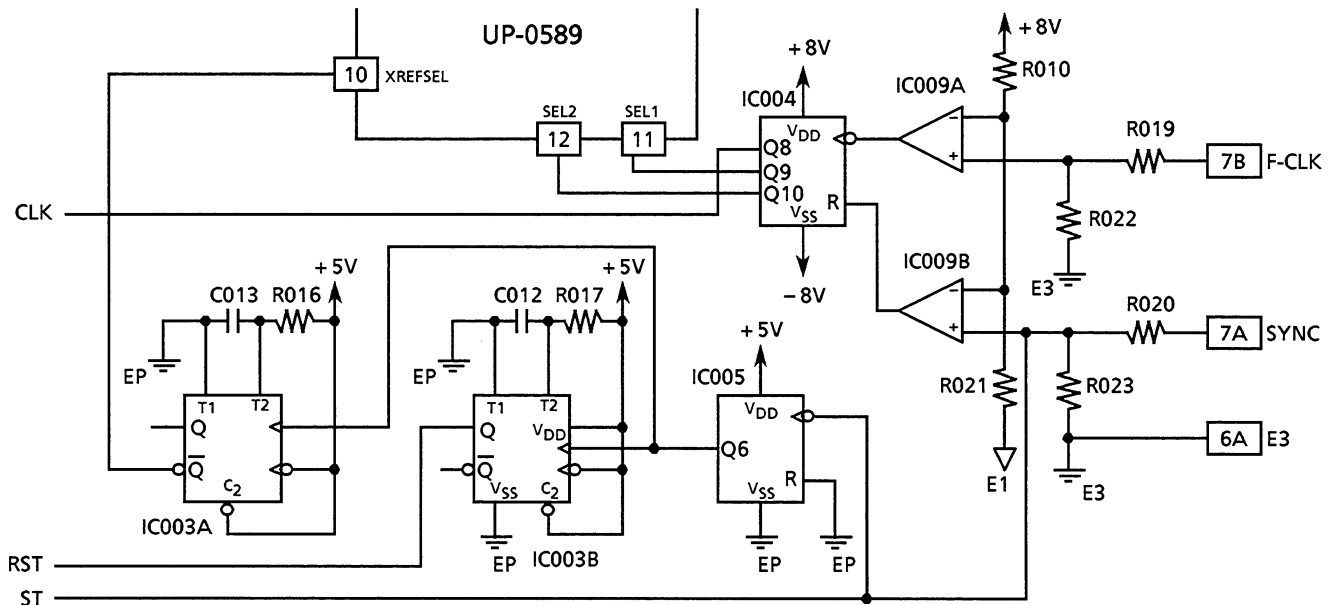 UP-0589
10 XREFSEL
SEL2
12
SEL1
11
+8V
IC004
VDD
Q8
Q9
Q10
VSS
R
-8V
IC009A
-
+
+8V
R010
R019
7B F-CLK
R022
E3
CLK
IC009B
-
+
R020
7A SYNC
R021
R023
6A E3
E1
E3
+5V
C013 R016
EP
T1 T2
Q
Q̅
C2
IC003A
+5V
C012 R017
EP
T1 T2
Q
VDD
Q̅
VSS
C2
EP
IC003B
+5V
IC005
VDD
Q6
VSS
R
EP
EP
RST
ST